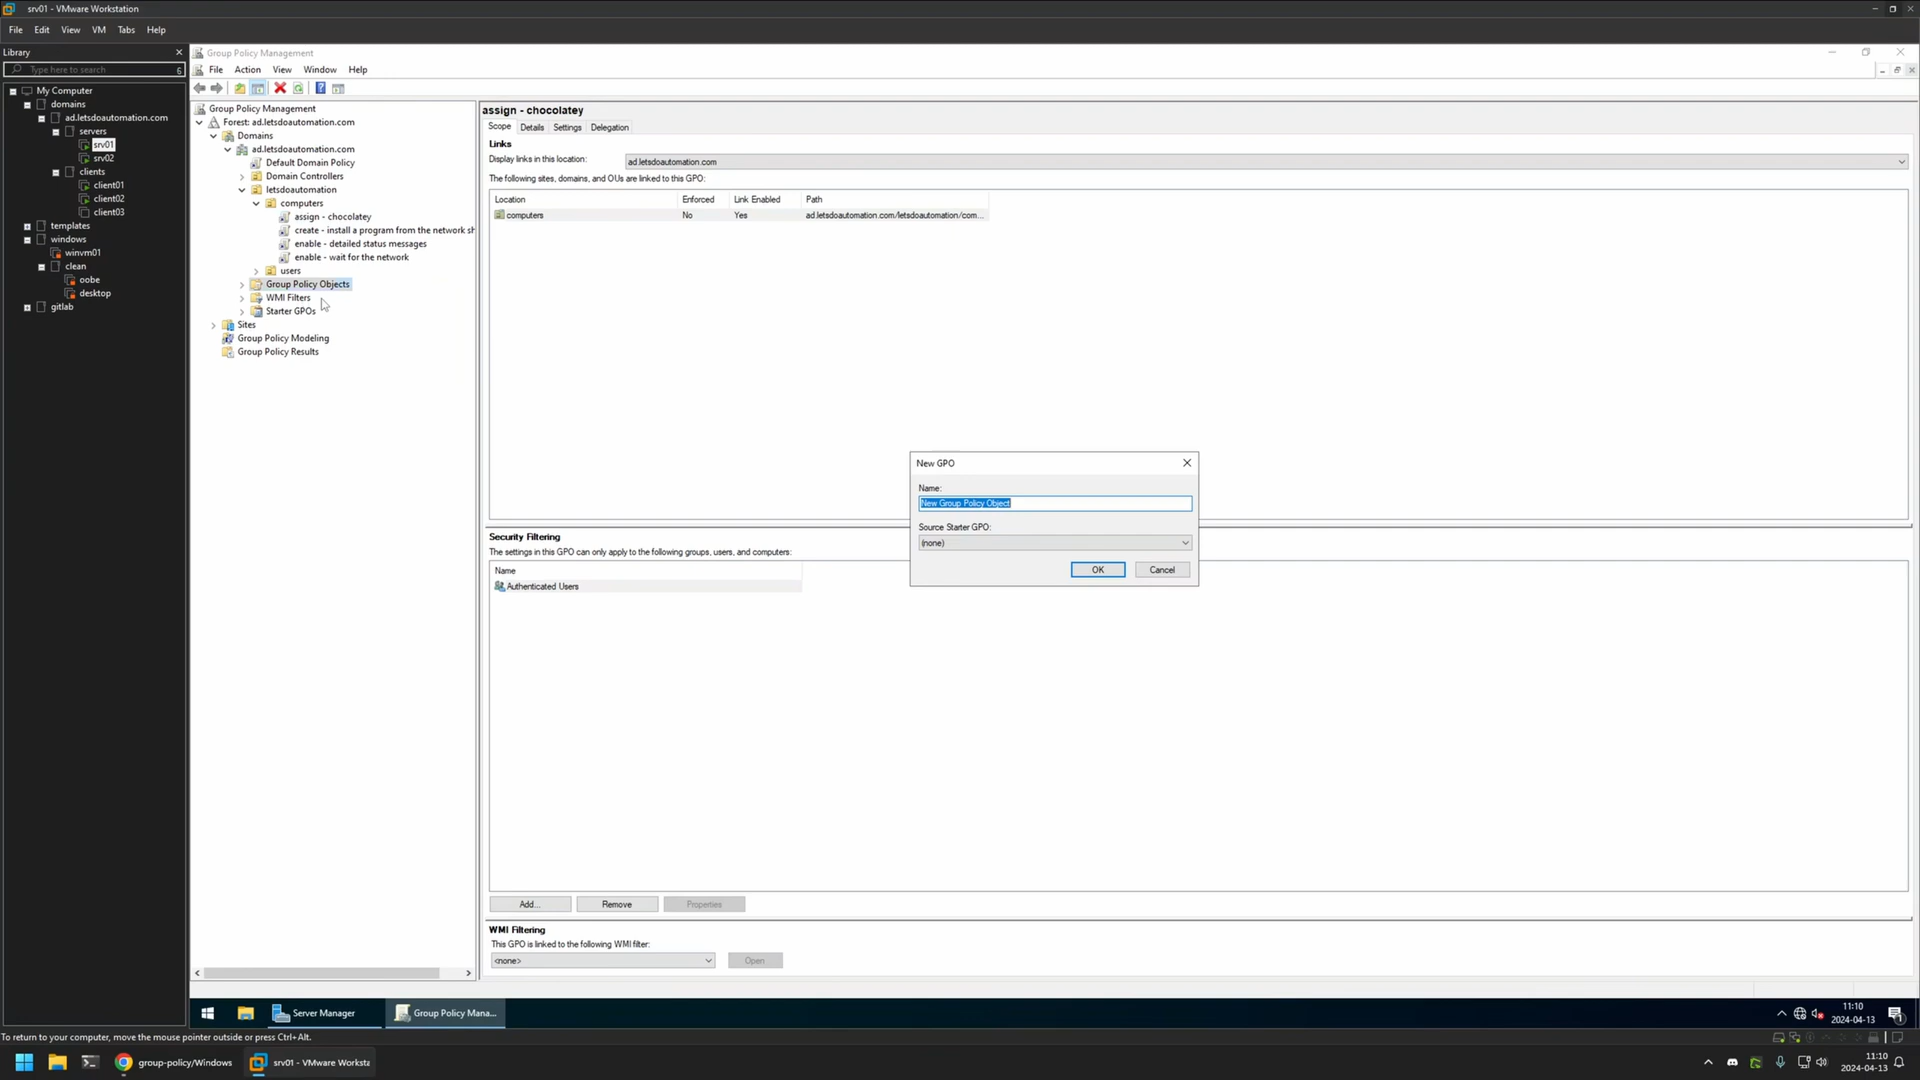 srv01 - VMware Workstation
File Edit View VM Tabs Help
Library
Type here to search
My Computer
domains
ad.letsdoautomation.com
servers
srv01
srv02
clients
client01
client02
client03
templates
windows
winvm01
clean
oobe
desktop
gitlab
Group Policy Management
File Action View Window Help
Group Policy Management
Forest: ad.letsdoautomation.com
Domains
ad.letsdoautomation.com
Default Domain Policy
Domain Controllers
letsdoautomation
computers
assign - chocolatey
create - install a program from the network sh
enable - detailed status messages
enable - wait for the network
users
Group Policy Objects
WMI Filters
Starter GPOs
Sites
Group Policy Modeling
Group Policy Results
assign - chocolatey
Scope Details Settings Delegation
Links
Display links in this location: ad.letsdoautomation.com
The following sites, domains, and OUs are linked to this GPO:
Location Enforced Link Enabled Path
computers No Yes ad.letsdoautomation.com/letsdoautomation/com...
New GPO
Name:
New Group Policy Object
Source Starter GPO:
(none)
OK Cancel
Security Filtering
The settings in this GPO can only apply to the following groups, users, and computers:
Name
Authenticated Users
Add... Remove Properties
WMI Filtering
This GPO is linked to the following WMI filter:
<none> Open
Server Manager Group Policy Mana... 11:10
2024-04-13
To return to your computer, move the mouse pointer outside or press Ctrl+Alt.
group-policy/Windows srv01 - VMware Worksta 11:10
2024-04-13